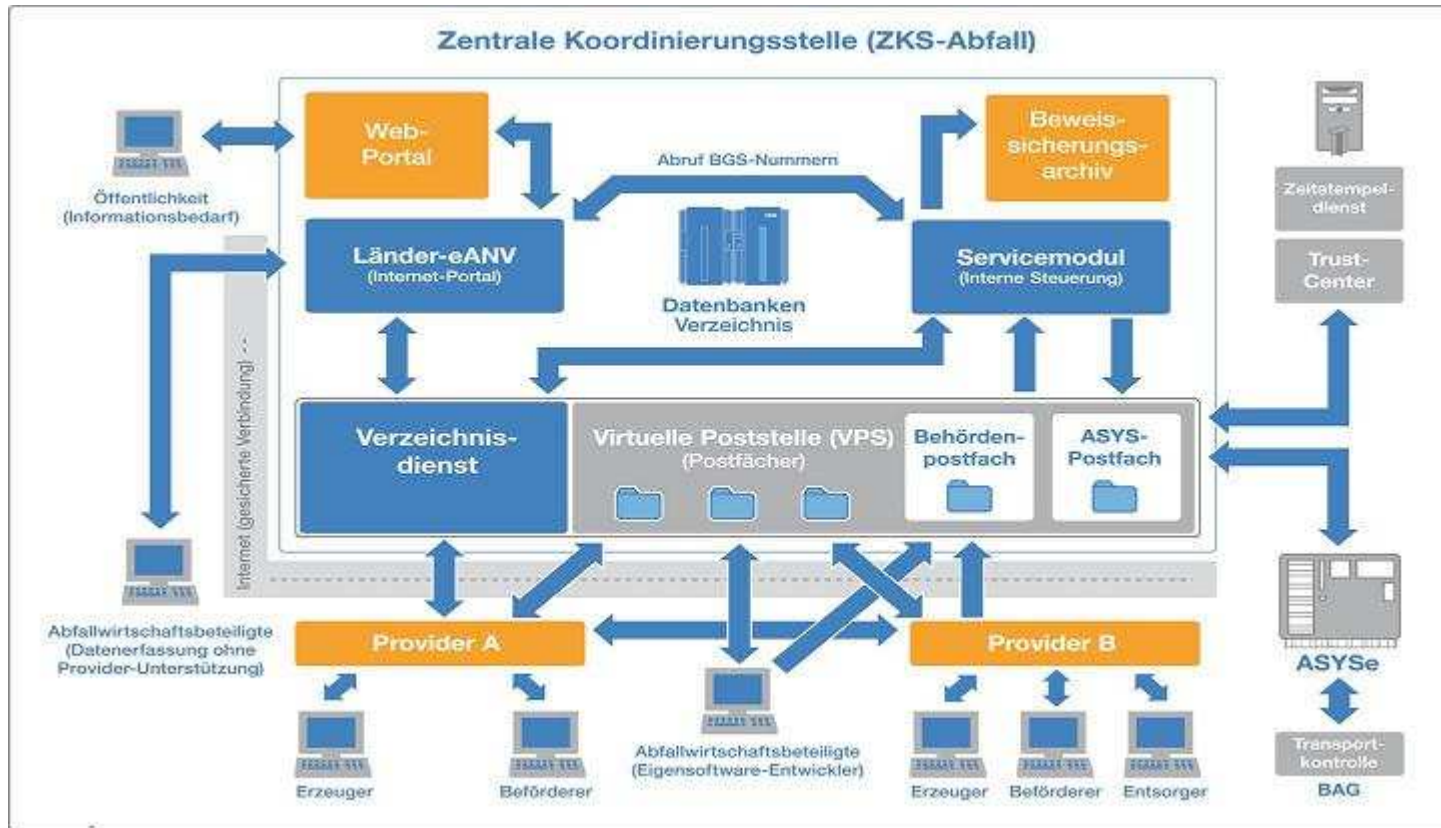 Zentrale Koordinierungsstelle (ZKS-Abfall)
Web-
Portal
Beweis-
sicherungs-
archiv
Abruf BGS-Nummern
Öffentlichkeit
(Informationsbedarf)
Zeitstempel-
dienst
Länder-eANV
(Internet-Portal)
Servicemodul
(Interne Steuerung)
Trust-
Center
Datenbanken
Verzeichnis
Internet (gesicherte Verbindung) --
Verzeichnis-
dienst
Virtuelle Poststelle (VPS)
(Postfächer)
Behörden-
postfach
ASYS-
Postfach
Abfallwirtschaftsbeteiligte
(Datenerfassung ohne
Provider-Unterstützung)
Provider A
Provider B
ASYSe
Erzeuger
Beförderer
Abfallwirtschaftsbeteiligte
(Eigensoftware-Entwickler)
Erzeuger
Beförderer
Entsorger
Transport-
kontrolle
BAG